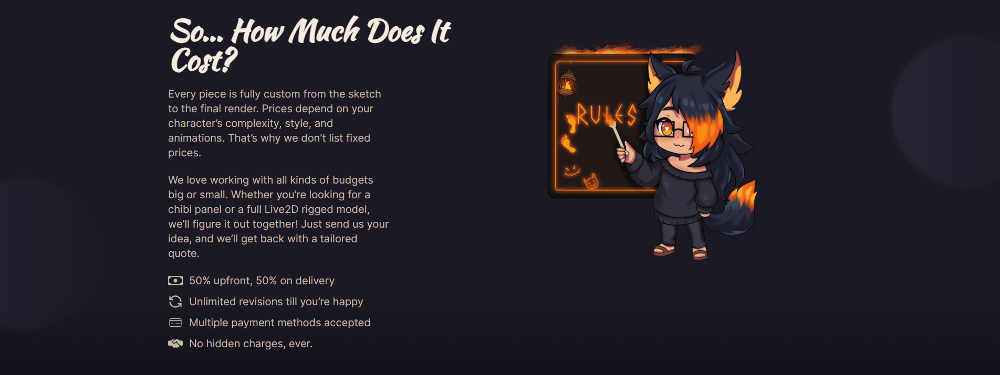 So... How Much Does It
Cost?
Every piece is fully custom from the sketch
to the final render. Prices depend on your
character’s complexity, style, and
animations. That’s why we don’t list fixed
prices.
We love working with all kinds of budgets
big or small. Whether you’re looking for a
chibi panel or a full Live2D rigged model,
we’ll figure it out together! Just send us your
idea, and we’ll get back with a tailored
quote.
50% upfront, 50% on delivery
Unlimited revisions till you’re happy
Multiple payment methods accepted
No hidden charges, ever.
RULES